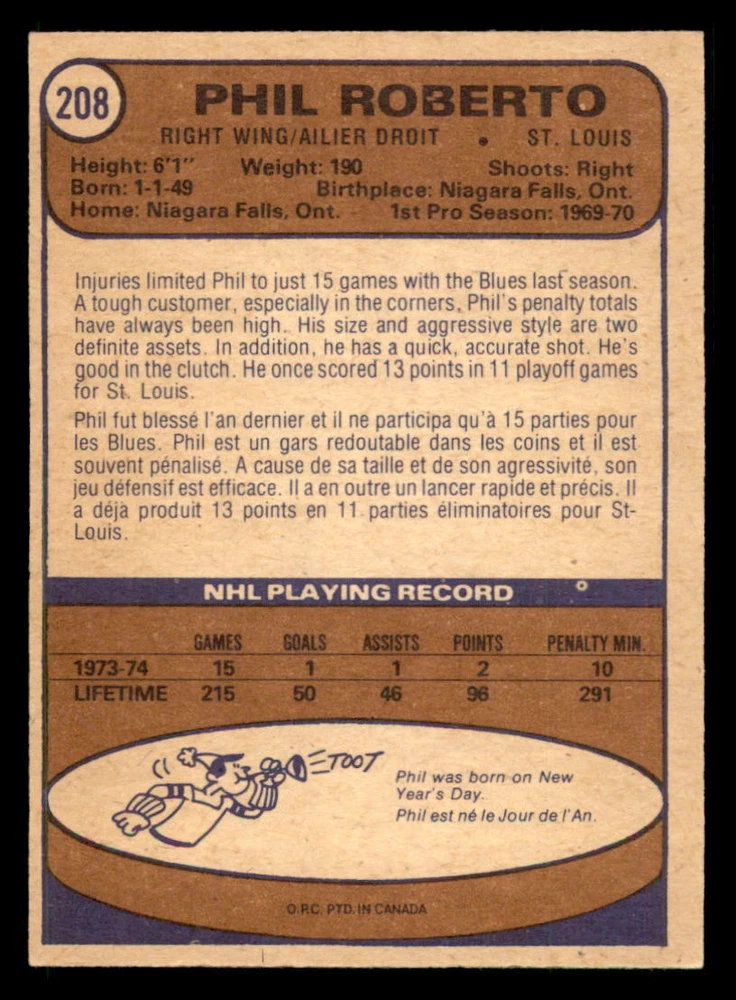 208
PHIL ROBERTO
RIGHT WING/AILIER DROIT • ST. LOUIS
Height: 6'1" Weight: 190 Shoots: Right
Born: 1-1-49 Birthplace: Niagara Falls, Ont.
Home: Niagara Falls, Ont. 1st Pro Season: 1969-70
Injuries limited Phil to just 15 games with the Blues last season.
A tough customer, especially in the corners, Phil's penalty totals
have always been high. His size and aggressive style are two
definite assets. In addition, he has a quick, accurate shot. He's
good in the clutch. He once scored 13 points in 11 playoff games
for St. Louis.
Phil fut blessé l'an dernier et il ne participa qu'à 15 parties pour
les Blues. Phil est un gars redoutable dans les coins et il est
souvent pénalisé. A cause de sa taille et de son agressivité, son
jeu défensif est efficace. Il a en outre un lancer rapide et précis. Il
a déjà produit 13 points en 11 parties éliminatoires pour St-
Louis.
NHL PLAYING RECORD
GAMES GOALS ASSISTS POINTS PENALTY MIN.
1973-74 15 1 1 2 10
LIFETIME 215 50 46 96 291
TOOT
Phil was born on New
Year's Day.
Phil est né le Jour de l'An.
O.P.C. PTD. IN CANADA